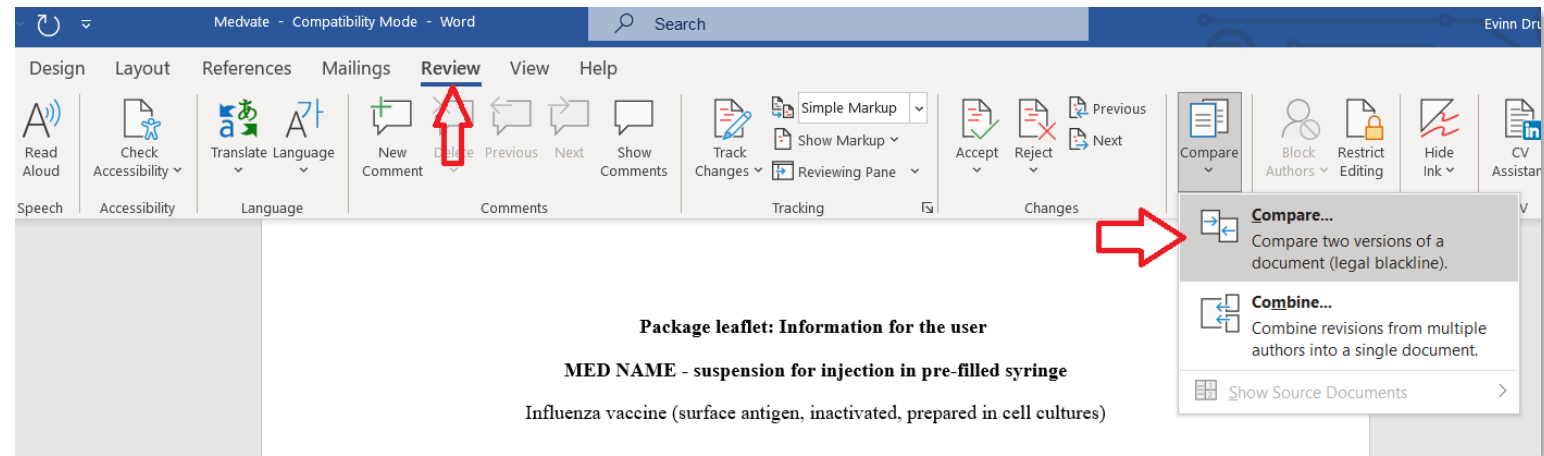 Medvate - Compatibility Mode - Word
Search
Evinn Dru
Design Layout References Mailings Review View Help
Read Aloud
Check Accessibility
Translate
Language
New Comment
Delete
Previous
Next
Show Comments
Track Changes
Simple Markup
Show Markup
Reviewing Pane
Accept
Reject
Previous
Next
Compare
Block Authors
Restrict Editing
Hide Ink
CV Assistan
Speech
Accessibility
Language
Comments
Tracking
Changes
V
Compare...
Compare two versions of a
document (legal blackline).
Combine...
Combine revisions from multiple
authors into a single document.
Show Source Documents
Package leaflet: Information for the user
MED NAME - suspension for injection in pre-filled syringe
Influenza vaccine (surface antigen, inactivated, prepared in cell cultures)